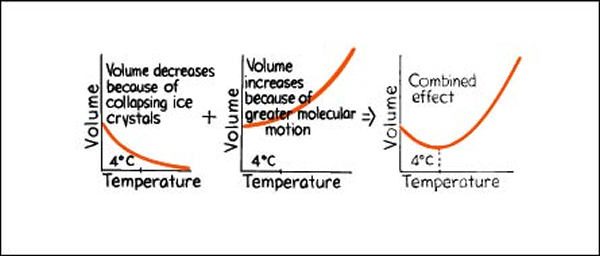 Volume decreases
because of
collapsing ice
crystals
Volume
4°C
Temperature
+
Volume
increases
because of
greater molecular
motion
Volume
4°C
Temperature
⇒
Combined
effect
Volume
4°C
Temperature